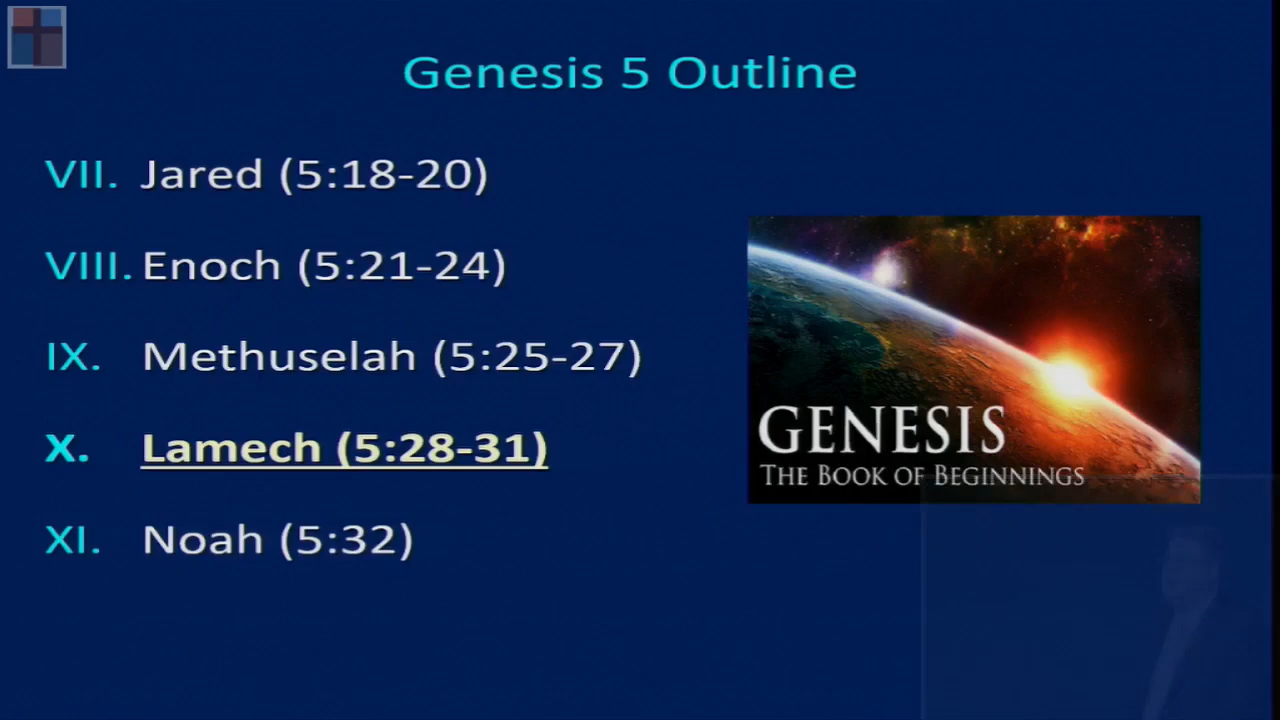 Genesis 5 Outline
VII. Jared (5:18-20)
VIII. Enoch (5:21-24)
IX. Methuselah (5:25-27)
X. Lamech (5:28-31)
XI. Noah (5:32)
GENESIS
THE BOOK OF BEGINNINGS